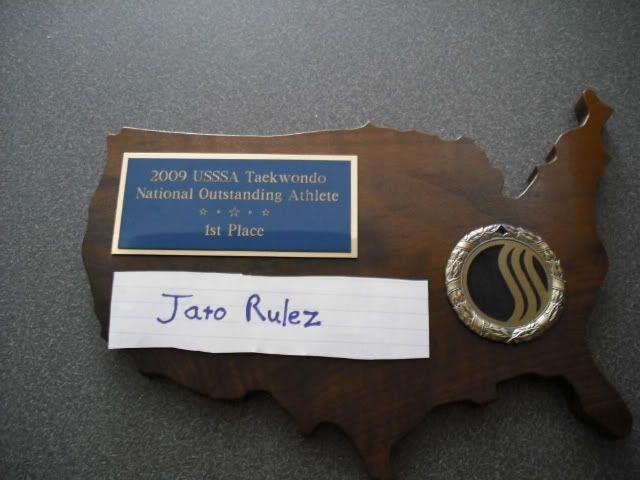 2009 USSSA Taekwondo
National Outstanding Athlete
1st Place
Jato Rulez